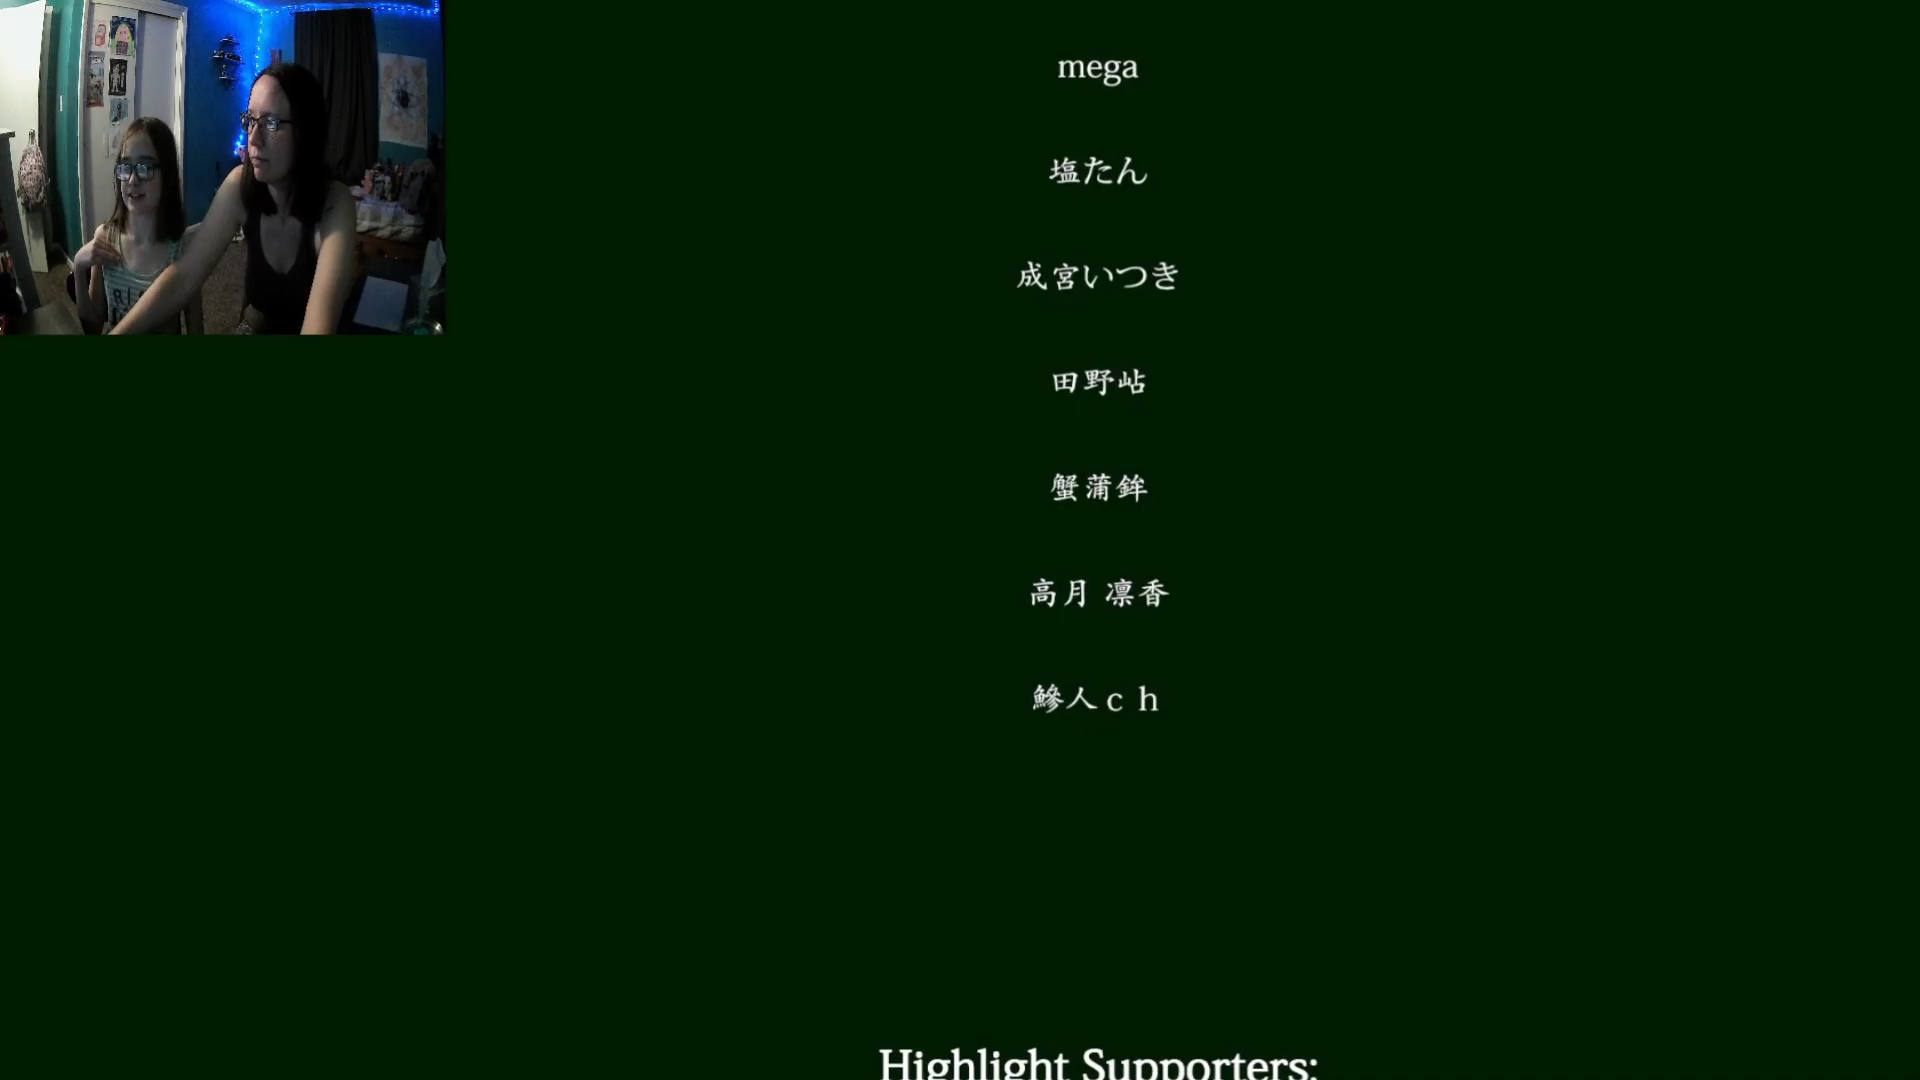 mega
塩たん
成宮いつき
田野岾
蟹蒲鉾
高月 凛香
鯵人ｃｈ
Highlight Supporters: